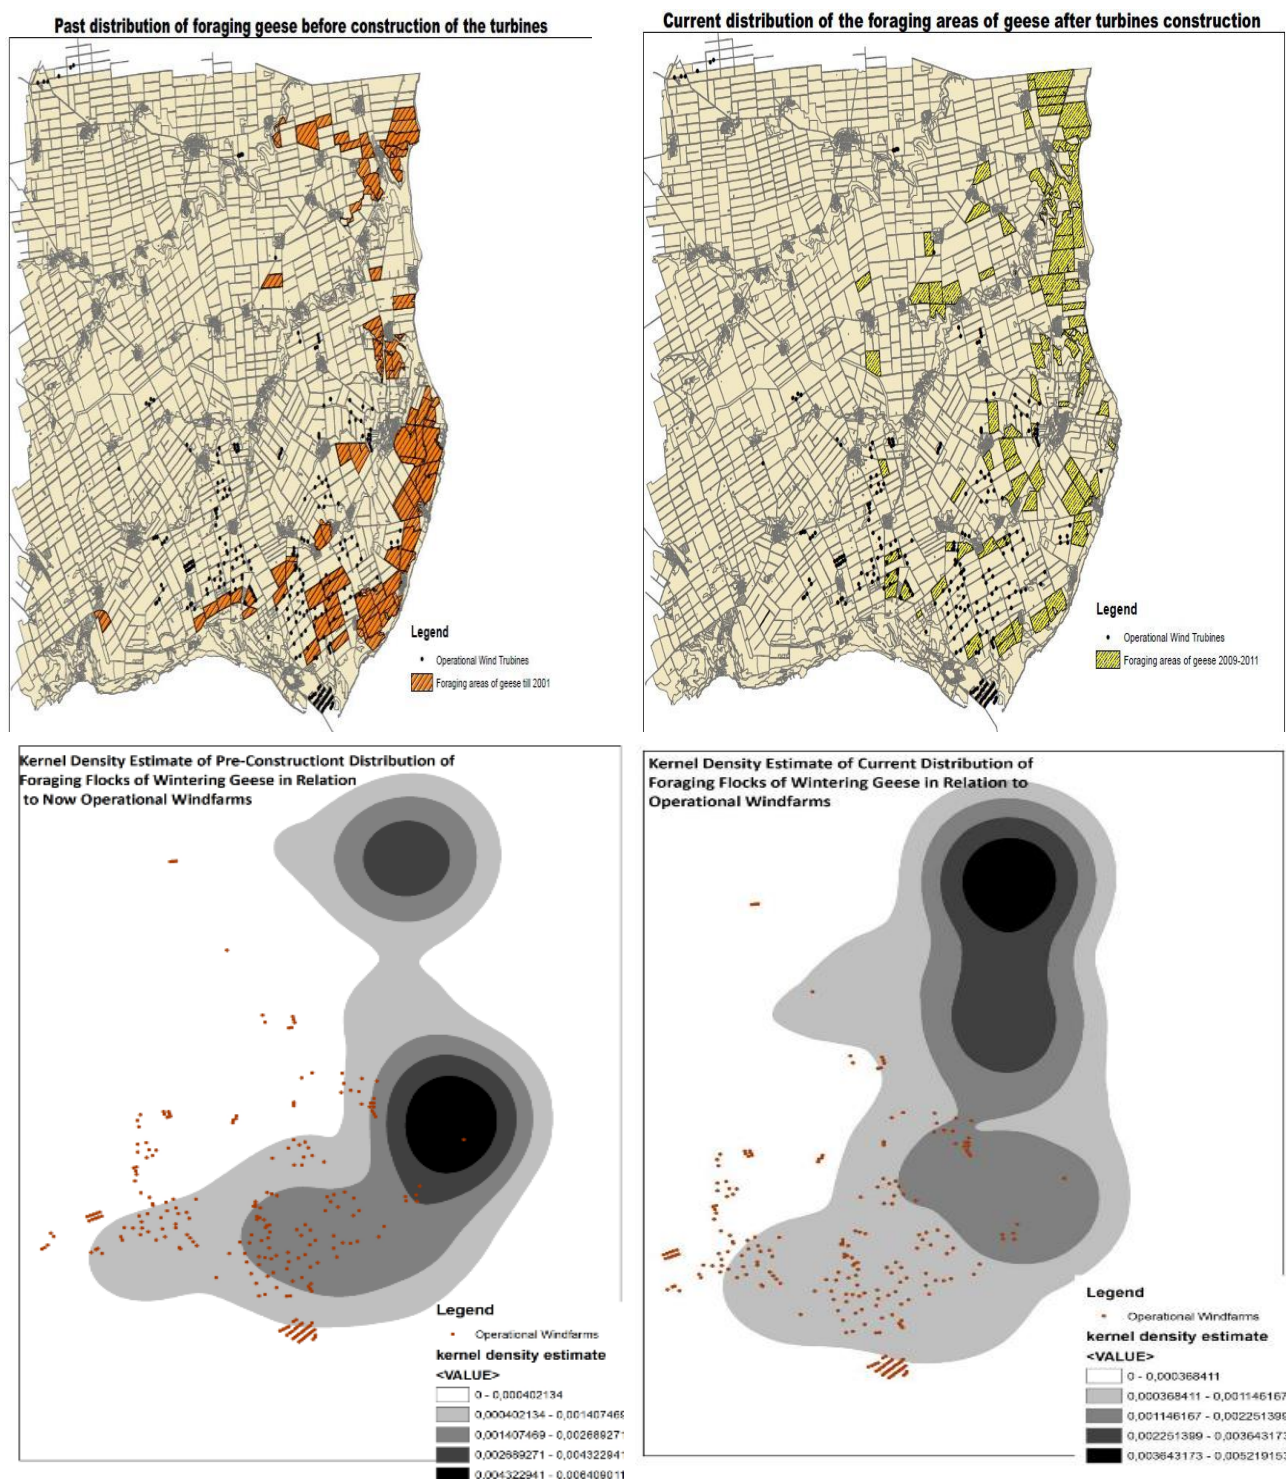 Past distribution of foraging geese before construction of the turbines
Legend
Operational Wind Trubines
Foraging areas of geese till 2001
Current distribution of the foraging areas of geese after turbines construction
Legend
Operational Wind Turbines
Foraging areas of geese 2009-2011
Kernel Density Estimate of Pre-Constructiont Distribution of
Foraging Flocks of Wintering Geese in Relation
to Now Operational Windfarms
Legend
Operational Windfarms
kernel density estimate
<VALUE>
0 - 0,000402134
0,000402134 - 0,001407469
0,001407469 - 0,002689271
0,002689271 - 0,004322941
0,004322941 - 0,006409011
Kernel Density Estimate of Current Distribution of
Foraging Flocks of Wintering Geese in Relation to
Operational Windfarms
Legend
Operational Windfarms
kernel density estimate
<VALUE>
0 - 0,000368411
0,000368411 - 0,001146167
0,001146167 - 0,002251399
0,002251399 - 0,003643173
0,003643173 - 0,005219153